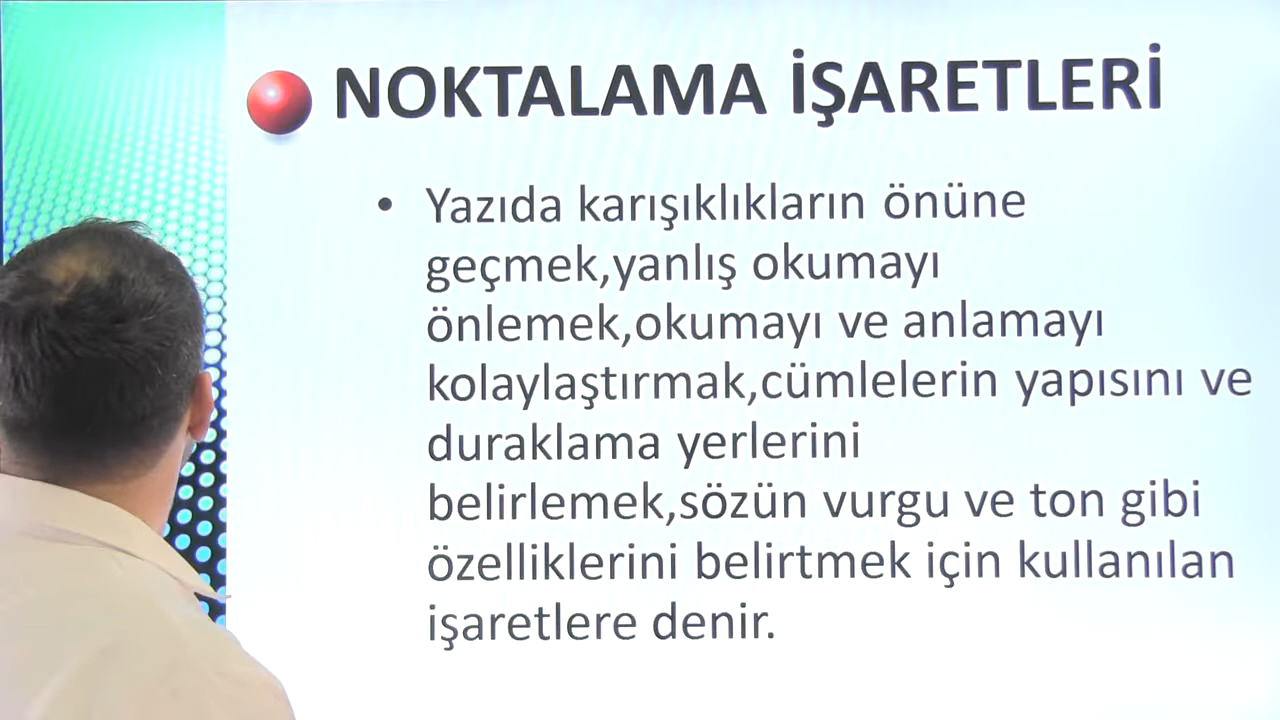 NOKTALAMA İŞARETLERİ
• Yazıda karışıklıkların önüne
geçmek,yanlış okumayı
önlemek,okumayı ve anlamayı
kolaylaştırmak,cümlelerin yapısını ve
duraklama yerlerini
belirlemek,sözün vurgu ve ton gibi
özelliklerini belirtmek için kullanılan
işaretlere denir.